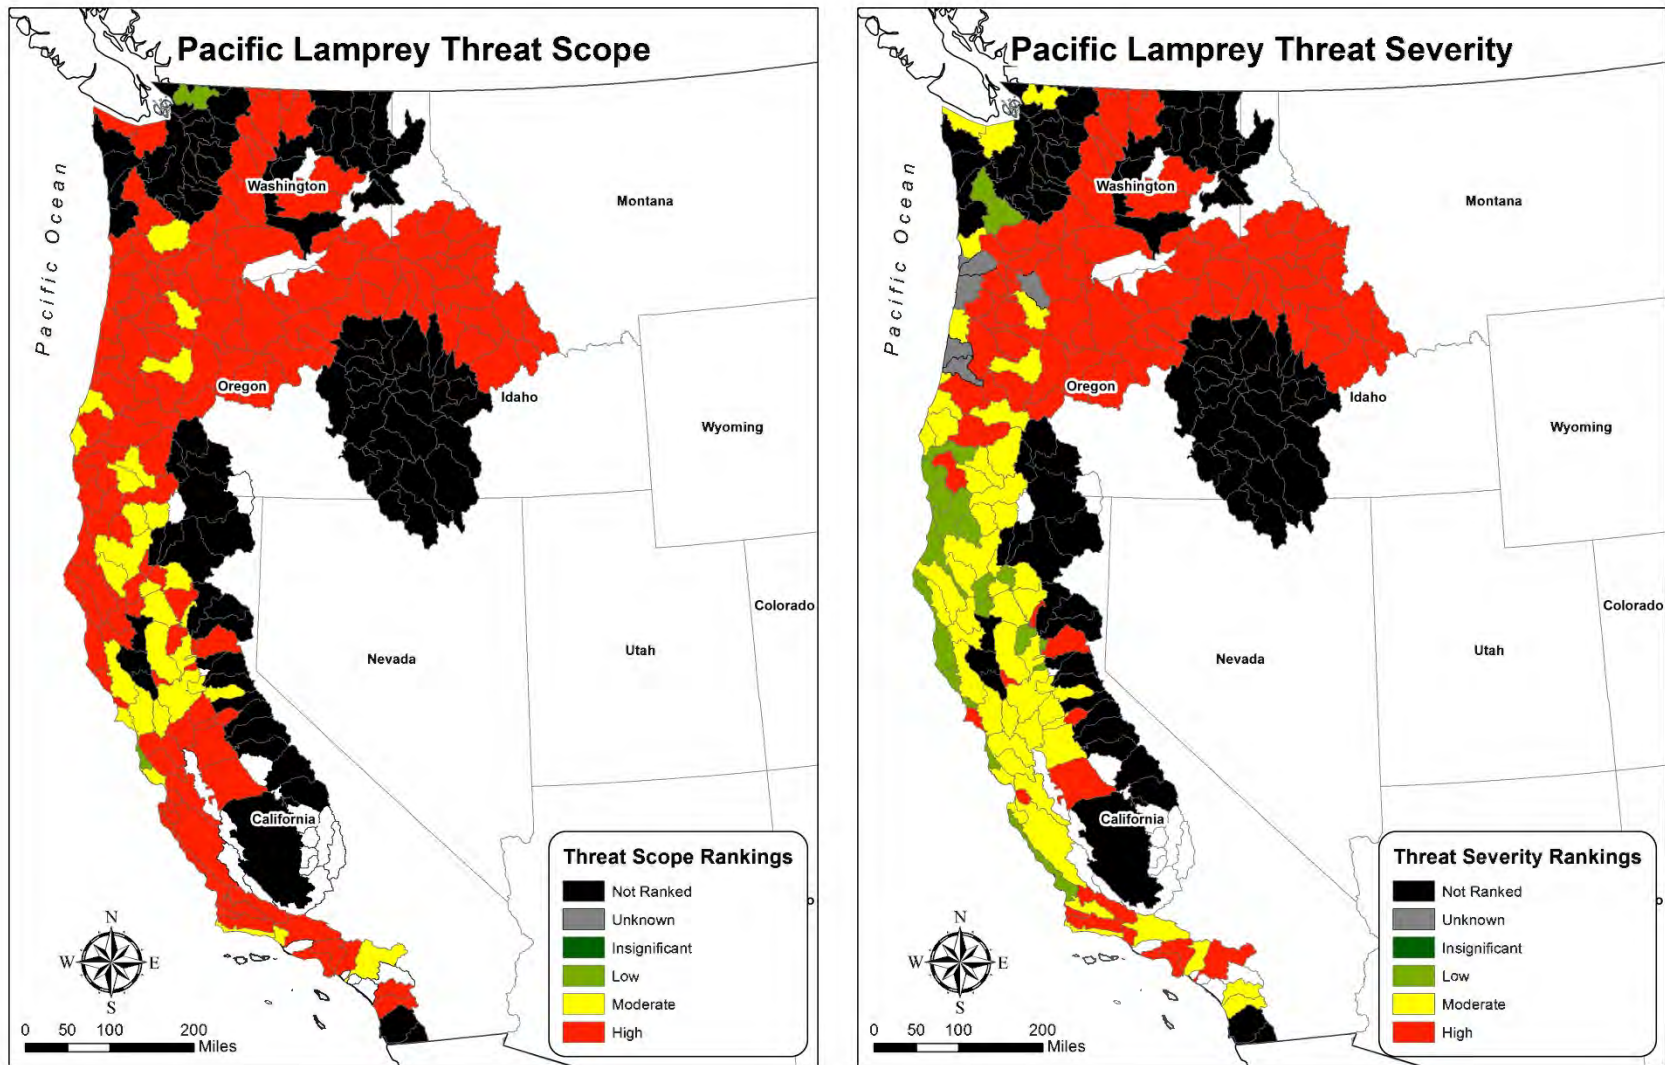 Pacific Lamprey Threat Scope
Pacific Ocean
Washington
Montana
Oregon
Idaho
Wyoming
Nevada
Utah
Colorado
California
Threat Scope Rankings
Not Ranked
Unknown
Insignificant
Low
Moderate
High
N
W
E
S
0
50
100
200
Miles
Pacific Lamprey Threat Severity
Pacific Ocean
Washington
Montana
Oregon
Idaho
Wyoming
Nevada
Utah
Colorado
California
Threat Severity Rankings
Not Ranked
Unknown
Insignificant
Low
Moderate
High
N
W
E
S
0
50
100
200
Miles